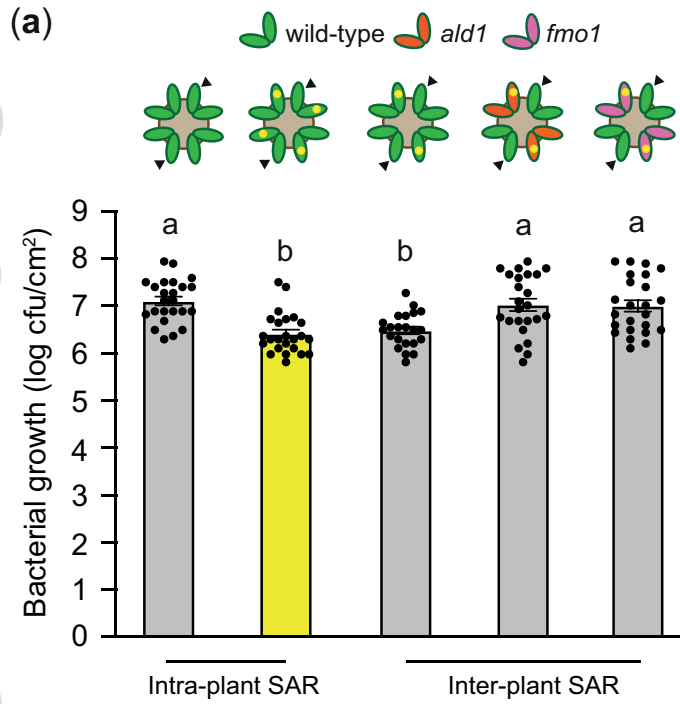 (a)
wild-type ald1 fmo1
a b b a a
9
8
7
6
5
4
3
2
1
0
Bacterial growth (log cfu/cm²)
Intra-plant SAR Inter-plant SAR